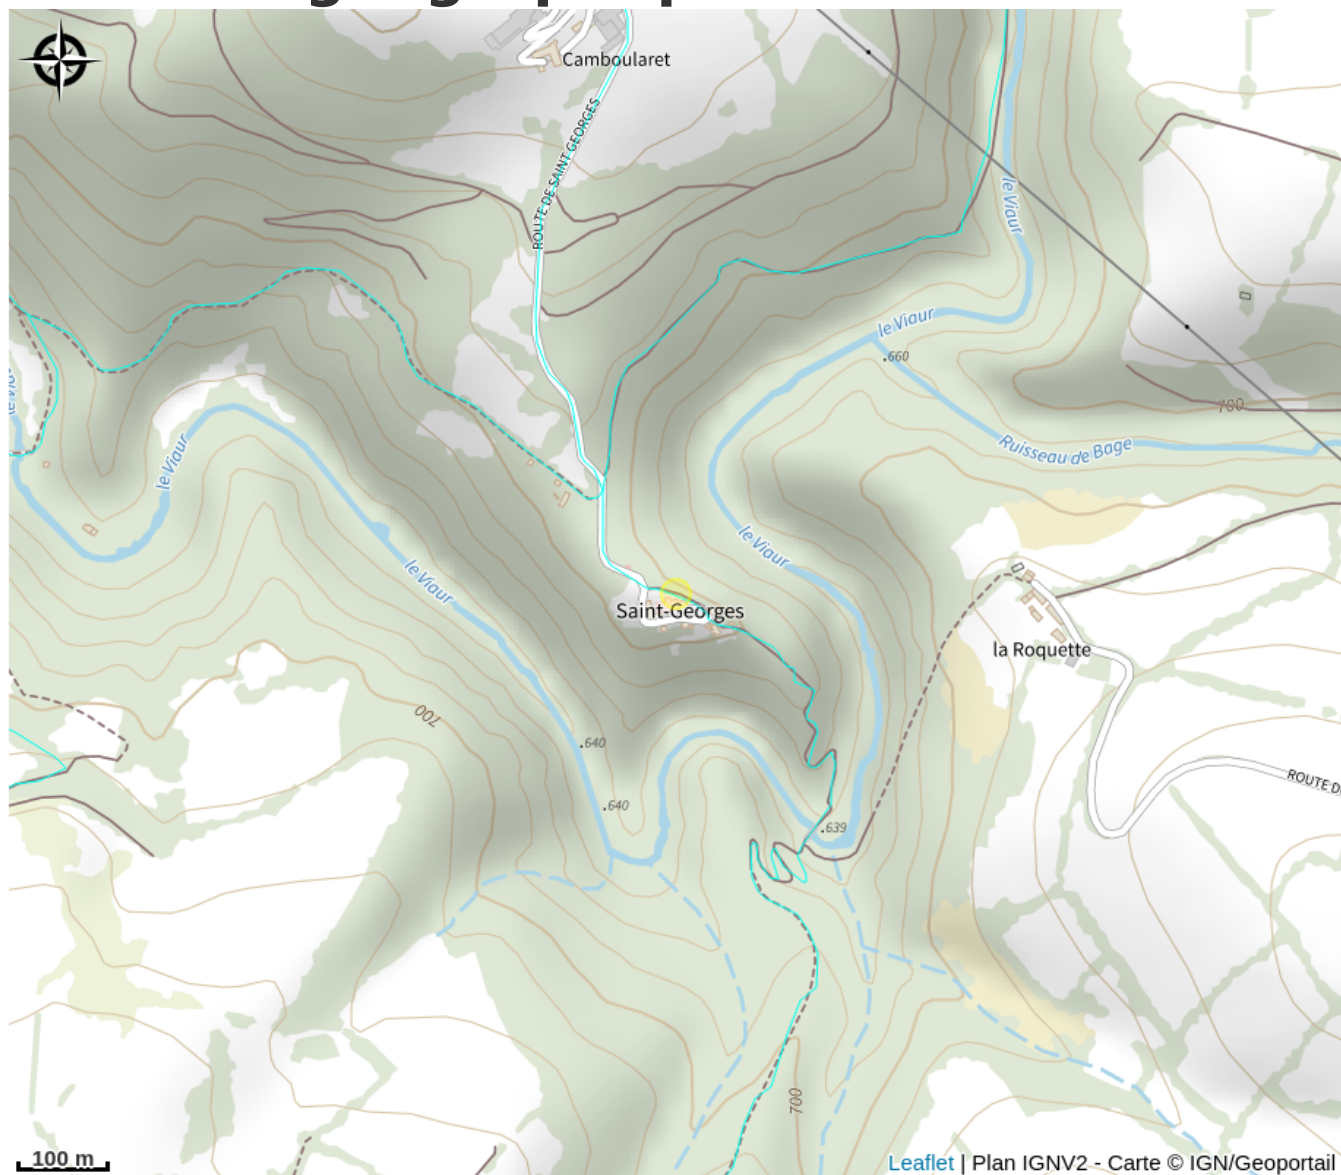 Camboularet
ROUTE DE SAINT GEORGES
le Viaur
le Viaur
660
700
Ruisseau de Bage
le Viaur
le Viaur
le Viaur
Saint-Georges
la Roquette
700
640
640
639
ROUTE D
700
100 m
Leaflet | Plan IGNV2 - Carte © IGN/Geoportail